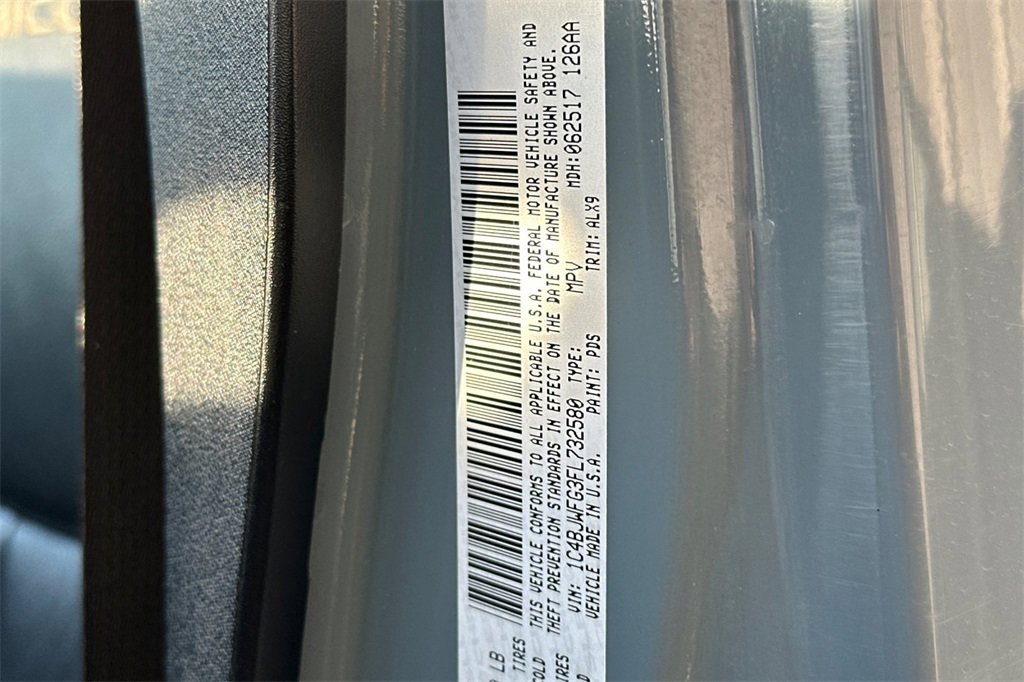 LB
TIRES
THIS VEHICLE CONFORMS TO ALL APPLICABLE U.S.A. FEDERAL MOTOR VEHICLE SAFETY AND
THEFT PREVENTION STANDARDS IN EFFECT ON THE DATE OF MANUFACTURE SHOWN ABOVE.
VIN: 1C4BJWFG3FL732580 TYPE: MPV MDH:062517 126AA
VEHICLE MADE IN U.S.A. PAINT: PDS TRIM: ALX9